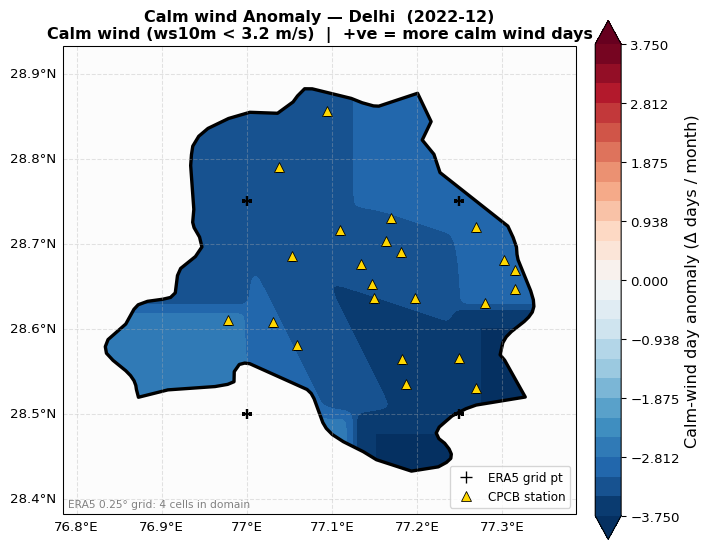 Calm wind Anomaly — Delhi  (2022-12)
Calm wind (ws10m < 3.2 m/s)  |  +ve = more calm wind days
28.9°N
28.8°N
28.7°N
28.6°N
28.5°N
28.4°N
76.8°E
76.9°E
77°E
77.1°E
77.2°E
77.3°E
ERA5 0.25° grid: 4 cells in domain
ERA5 grid pt
CPCB station
3.750
2.812
1.875
0.938
0.000
−0.938
−1.875
−2.812
−3.750
Calm-wind day anomaly (Δ days / month)